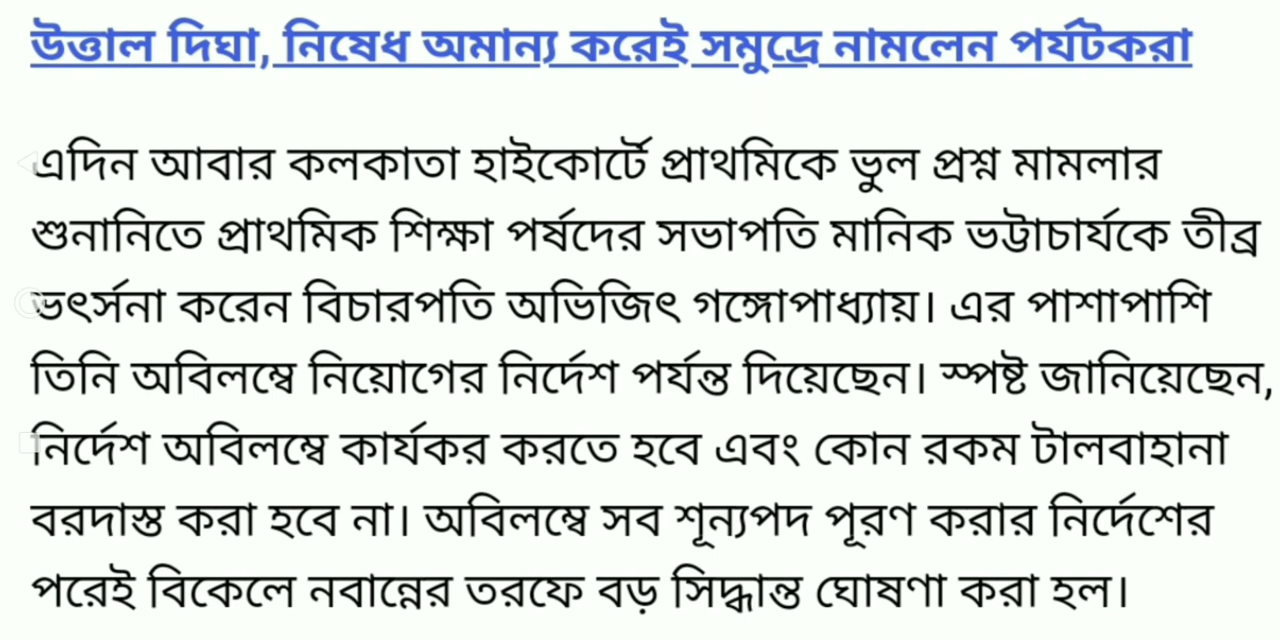 উত্তাল দিঘা, নিষেধ অমান্য করেই সমুদ্রে নামলেন পর্যটকরা
এদিন আবার কলকাতা হাইকোর্টে প্রাথমিকে ভুল প্রশ্ন মামলার
শুনানিতে প্রাথমিক শিক্ষা পর্ষদের সভাপতি মানিক ভট্টাচার্যকে তীব্র
ভৎর্সনা করেন বিচারপতি অভিজিৎ গঙ্গোপাধ্যায়। এর পাশাপাশি
তিনি অবিলম্বে নিয়োগের নির্দেশ পর্যন্ত দিয়েছেন। স্পষ্ট জানিয়েছেন,
নির্দেশ অবিলম্বে কার্যকর করতে হবে এবং কোন রকম টালবাহানা
বরদাস্ত করা হবে না। অবিলম্বে সব শূন্যপদ পূরণ করার নির্দেশের
পরেই বিকেলে নবান্নের তরফে বড় সিদ্ধান্ত ঘোষণা করা হল।